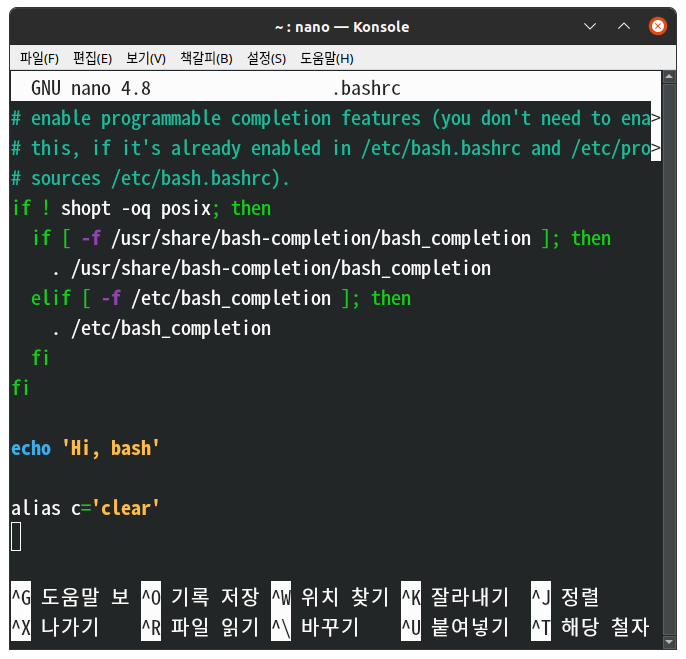 ~ : nano — Konsole
파일(F) 편집(E) 보기(V) 책갈피(B) 설정(S) 도움말(H)
GNU nano 4.8 .bashrc
# enable programmable completion features (you don't need to ena>
# this, if it's already enabled in /etc/bash.bashrc and /etc/pro>
# sources /etc/bash.bashrc).
if ! shopt -oq posix; then
  if [ -f /usr/share/bash-completion/bash_completion ]; then
    . /usr/share/bash-completion/bash_completion
  elif [ -f /etc/bash_completion ]; then
    . /etc/bash_completion
  fi
fi
echo 'Hi, bash'
alias c='clear'
^G 도움말 보 ^O 기록 저장 ^W 위치 찾기 ^K 잘라내기 ^J 정렬
^X 나가기 ^R 파일 읽기 ^\ 바꾸기 ^U 붙여넣기 ^T 해당 철자